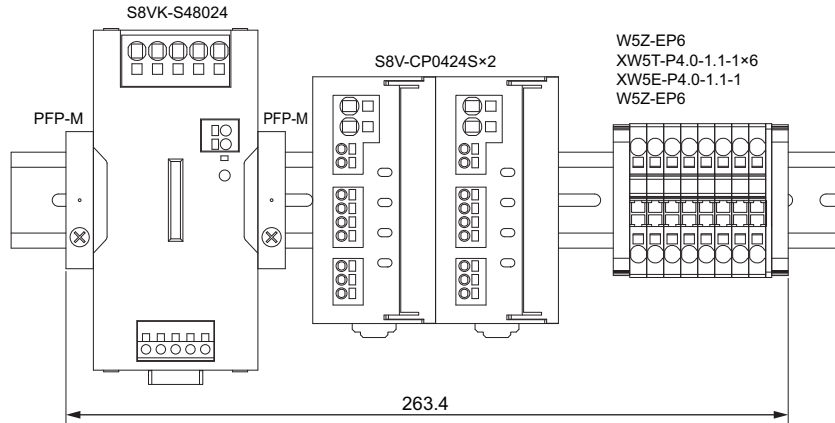 S8VK-S48024
PFP-M
PFP-M
S8V-CP0424S×2
W5Z-EP6
XW5T-P4.0-1.1-1×6
XW5E-P4.0-1.1-1
W5Z-EP6
263.4